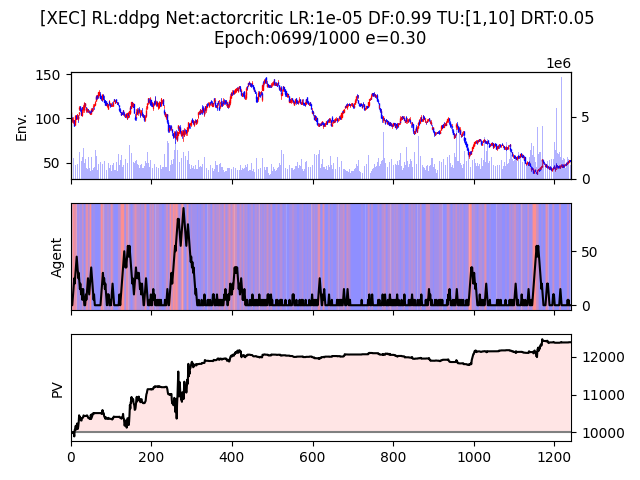 [XEC] RL:ddpg Net:actorcritic LR:1e-05 DF:0.99 TU:[1,10] DRT:0.05
Epoch:0699/1000 e=0.30
1e6
150
100
50
Env.
5
0
Agent
50
0
PV
12000
11000
10000
0
200
400
600
800
1000
1200